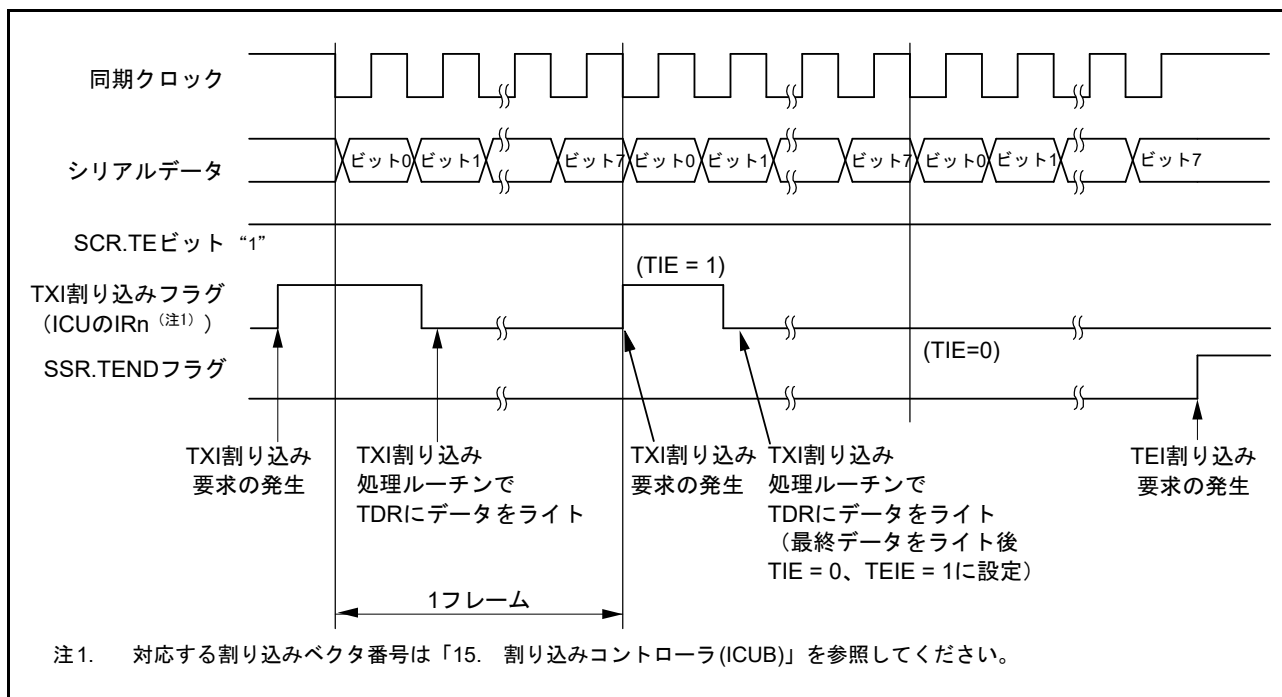 同期クロック
シリアルデータ
ビット0 ビット1 ビット7 ビット0 ビット1 ビット7 ビット0 ビット1 ビット7
SCR.TEビット “1”
(TIE = 1)
TXI割り込みフラグ
（ICUのIRn（注1））
(TIE=0)
SSR.TENDフラグ
TXI割り込み
要求の発生
TXI割り込み
処理ルーチンで
TDRにデータをライト
TXI割り込み
要求の発生
TXI割り込み
処理ルーチンで
TDRにデータをライト
（最終データをライト後
TIE = 0、TEIE = 1に設定）
TEI割り込み
要求の発生
1フレーム
注1. 対応する割り込みベクタ番号は「15. 割り込みコントローラ(ICUB)」を参照してください。